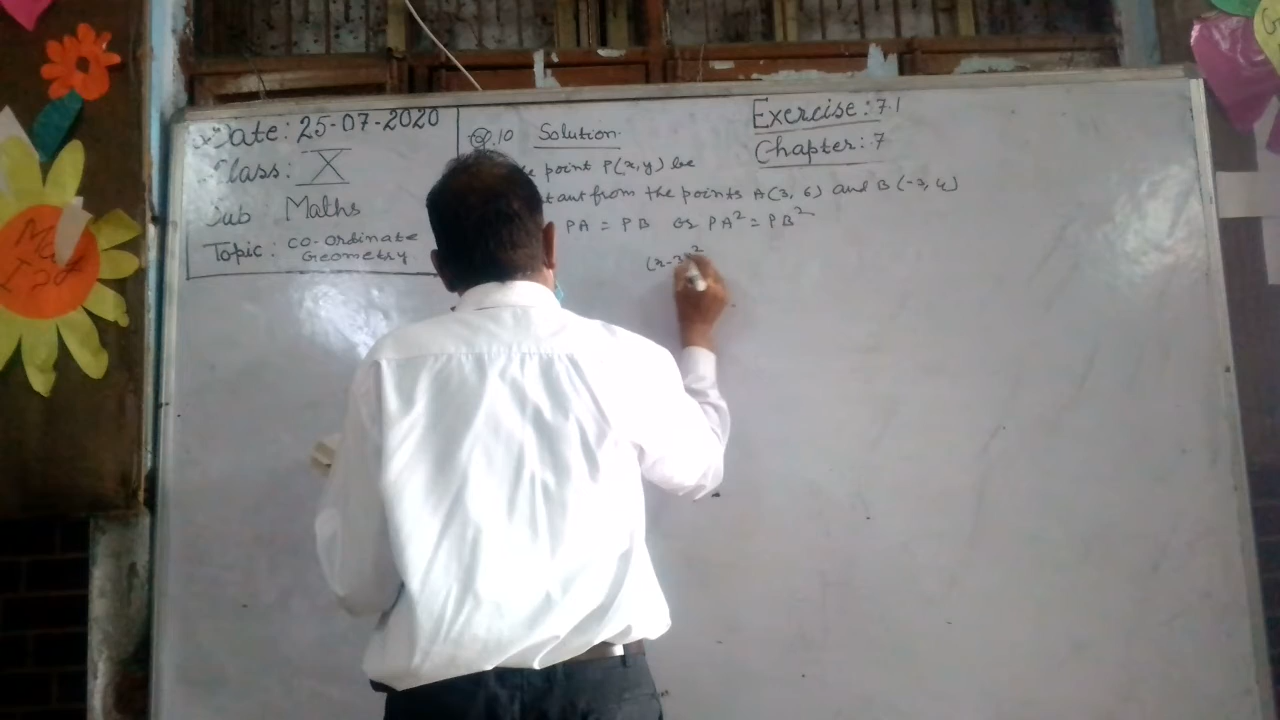 Date: 25-07-2020
Class: X
Sub Maths
Topic: Co-ordinate Geometry
Q.10 Solution
Exercise: 7.1
Chapter: 7
point P(x, y) be
from the points A(3, 6) and B(-3, 4)
PA = PB or PA² = PB²
(x-3)²